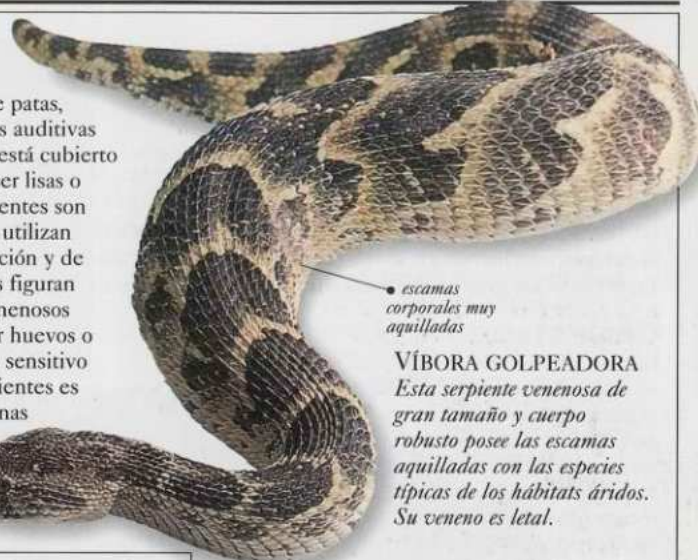 e patas,
s auditivas
está cubierto
er lisas o
entes son
utilizan
ción y de
s figuran
nenosos
r huevos o
sensitivo
ientes es
nas
escamas
corporales muy
aquilladas
VÍBORA GOLPEADORA
Esta serpiente venenosa de
gran tamaño y cuerpo
robusto posee las escamas
aquilladas con las especies
típicas de los hábitats áridos.
Su veneno es letal.